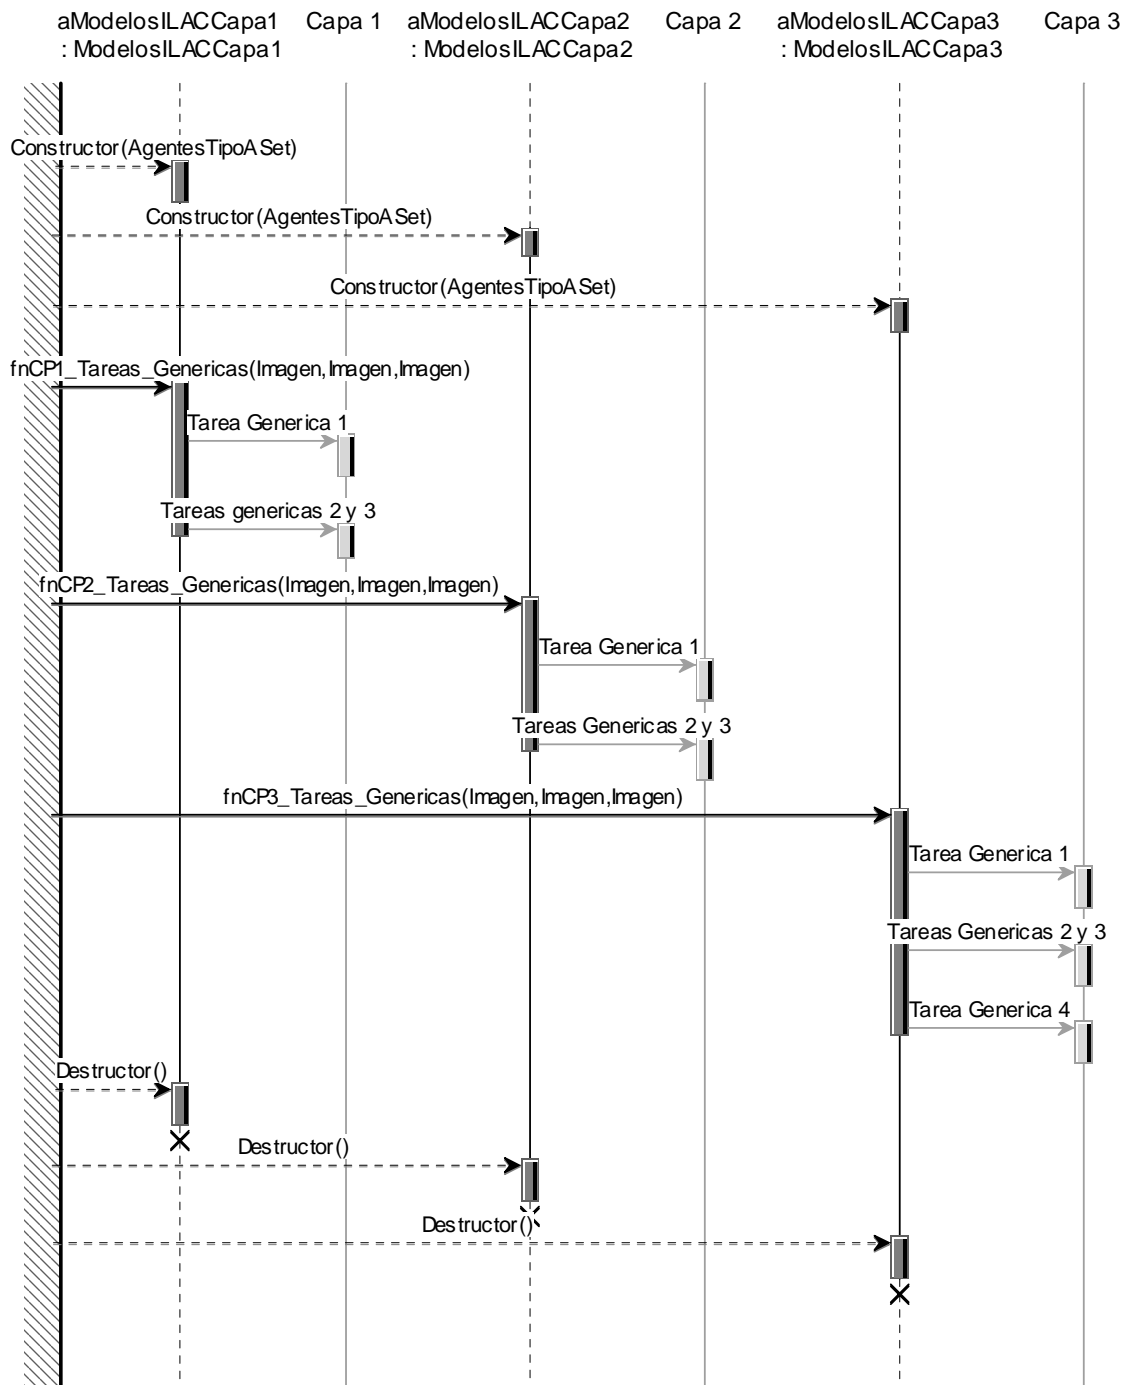 aModelosILACCapa1
: ModelosILACCapa1
Capa 1
aModelosILACCapa2
: ModelosILACCapa2
Capa 2
aModelosILACCapa3
: ModelosILACCapa3
Capa 3
Constructor(AgentesTipoASet)
Constructor(AgentesTipoASet)
Constructor(AgentesTipoASet)
fnCP1_Tareas_Genericas(Imagen,Imagen,Imagen)
Tarea Generica 1
Tareas genericas 2 y 3
fnCP2_Tareas_Genericas(Imagen,Imagen,Imagen)
Tarea Generica 1
Tareas Genericas 2 y 3
fnCP3_Tareas_Genericas(Imagen,Imagen,Imagen)
Tarea Generica 1
Tareas Genericas 2 y 3
Tarea Generica 4
Destructor()
Destructor()
Destructor()